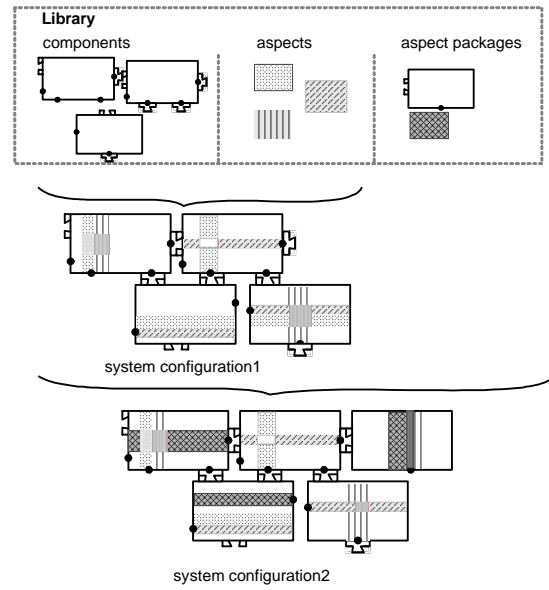 Library
components
aspects
aspect packages
system configuration1
system configuration2